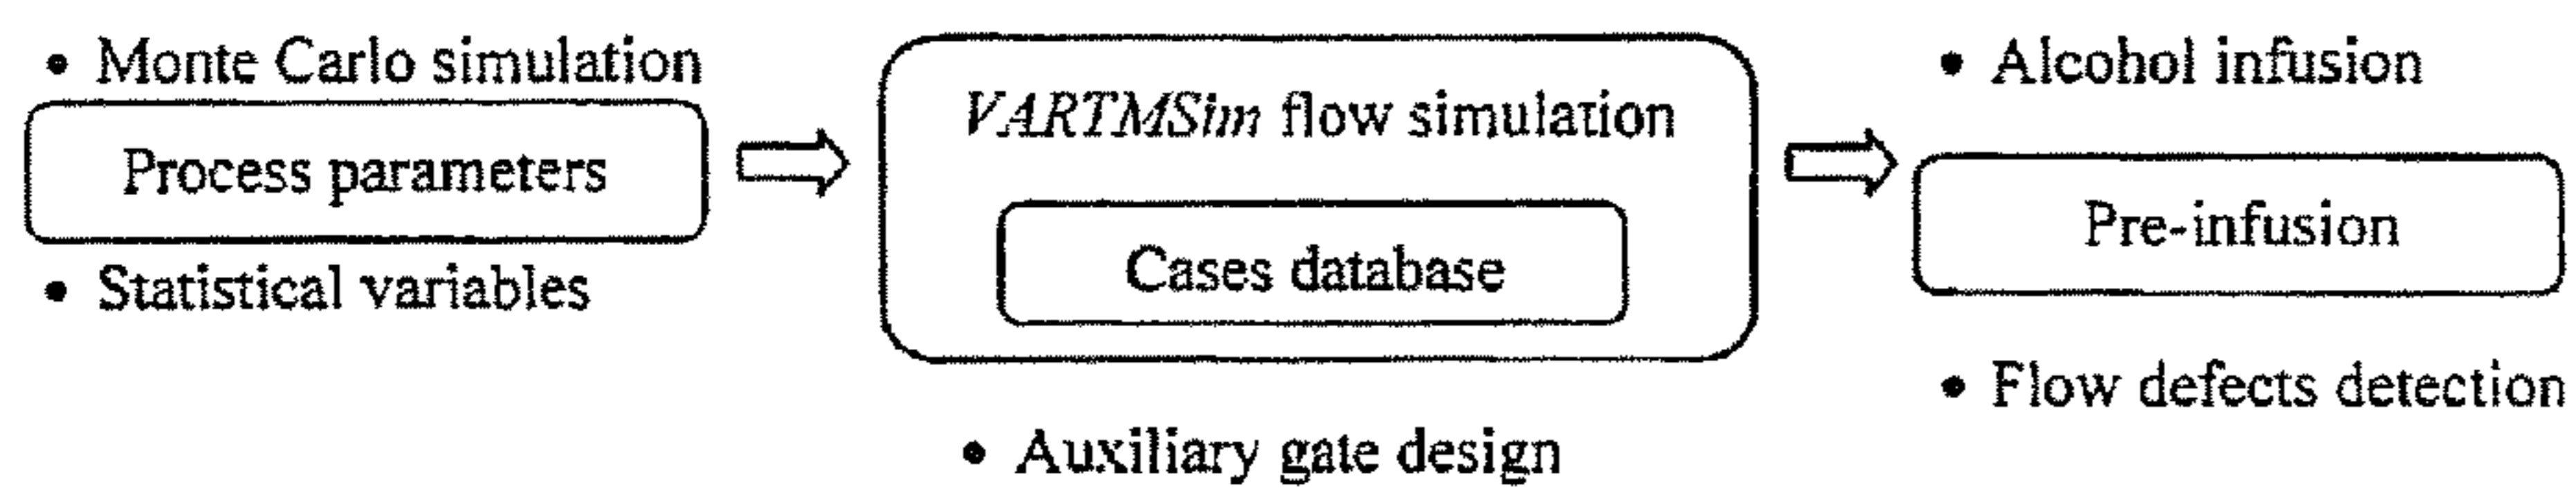 • Monte Carlo simulation
Process parameters
• Statistical variables
VARTMSim flow simulation
Cases database
• Auxiliary gate design
• Alcohol infusion
Pre-infusion
• Flow defects detection